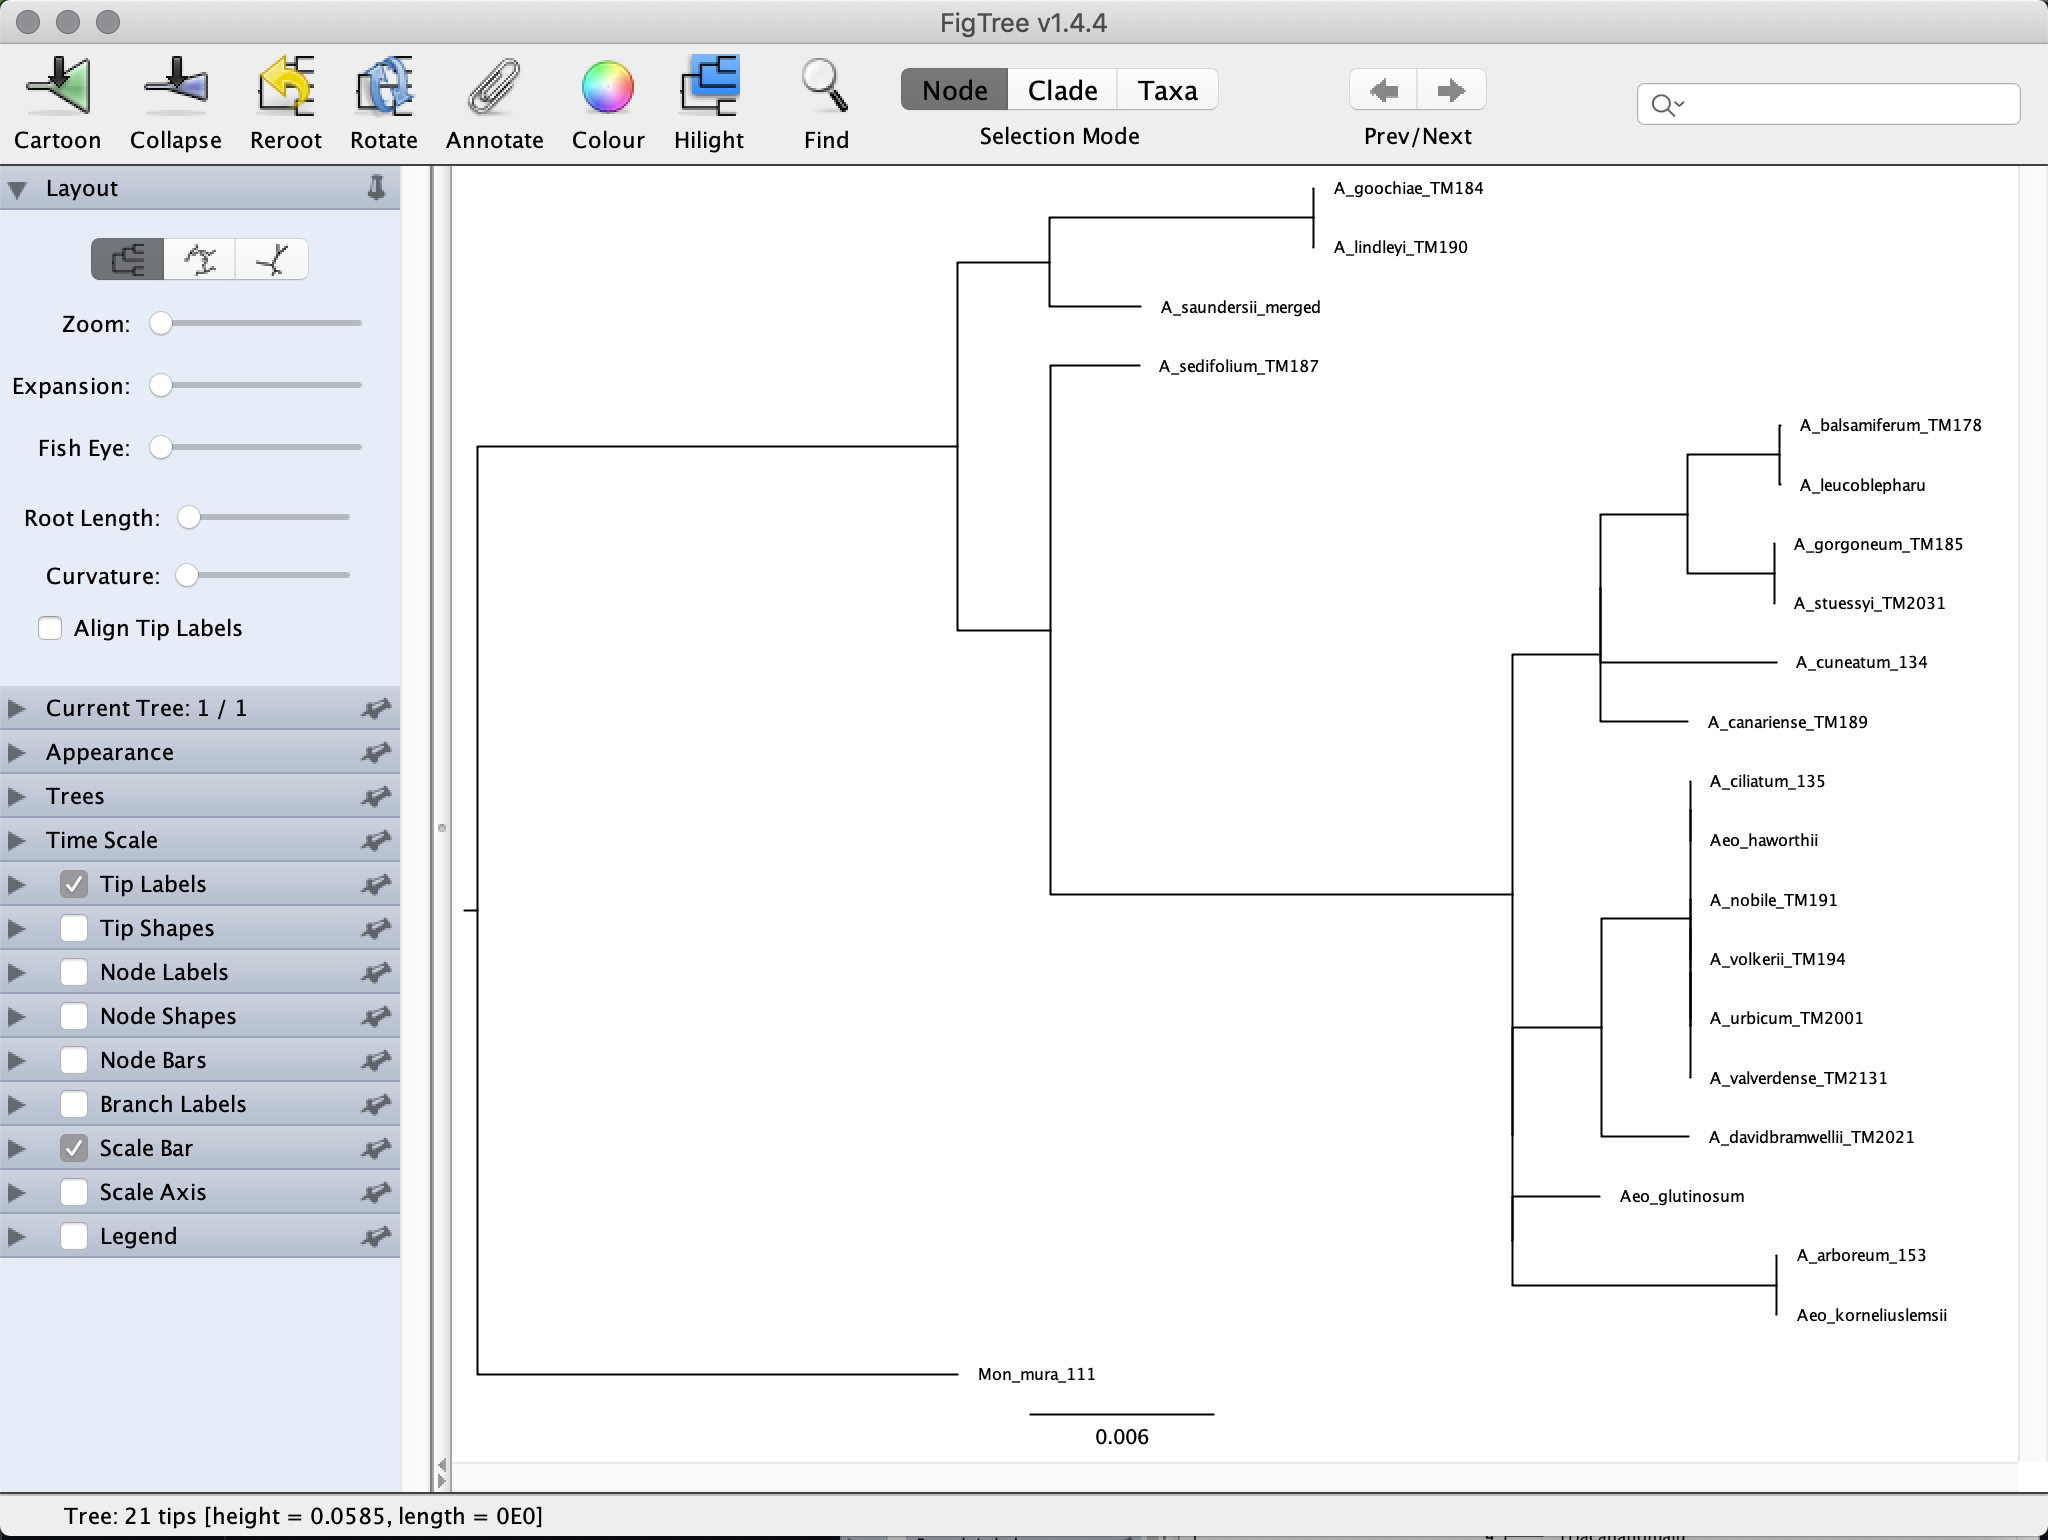 FigTree v1.4.4
Cartoon Collapse Reroot Rotate Annotate Colour Hilight Find
Node Clade Taxa
Selection Mode
Prev/Next
Layout
Zoom:
Expansion:
Fish Eye:
Root Length:
Curvature:
Align Tip Labels
Current Tree: 1 / 1
Appearance
Trees
Time Scale
Tip Labels
Tip Shapes
Node Labels
Node Shapes
Node Bars
Branch Labels
Scale Bar
Scale Axis
Legend
A_goochiae_TM184
A_lindleyi_TM190
A_saundersii_merged
A_sedifolium_TM187
A_balsamiferum_TM178
A_leucoblepharu
A_gorgoneum_TM185
A_stuessyi_TM2031
A_cuneatum_134
A_canariense_TM189
A_ciliatum_135
Aeo_haworthii
A_nobile_TM191
A_volkerii_TM194
A_urbicum_TM2001
A_valverdense_TM2131
A_davidbramwellii_TM2021
Aeo_glutinosum
A_arboreum_153
Aeo_korneliuslemsii
Mon_mura_111
0.006
Tree: 21 tips [height = 0.0585, length = 0E0]